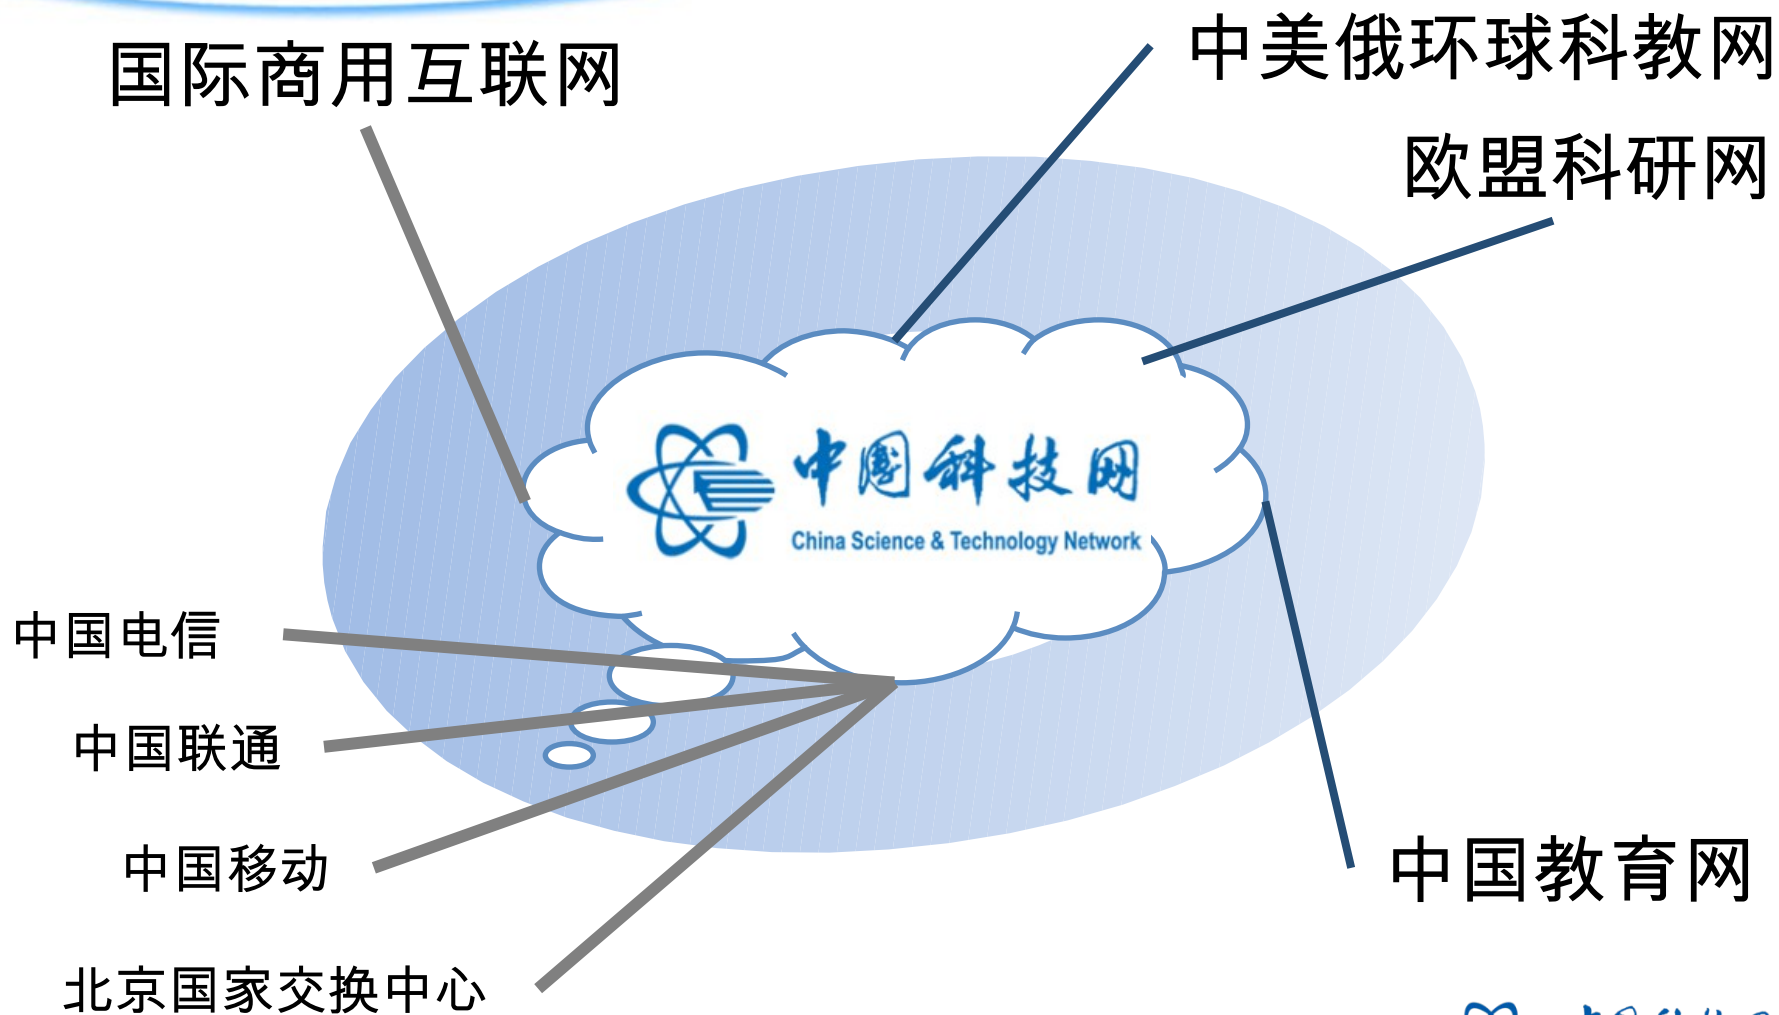 国际商用互联网
中美俄环球科教网
欧盟科研网
中国科技网
China Science & Technology Network
中国电信
中国联通
中国移动
中国教育网
北京国家交换中心